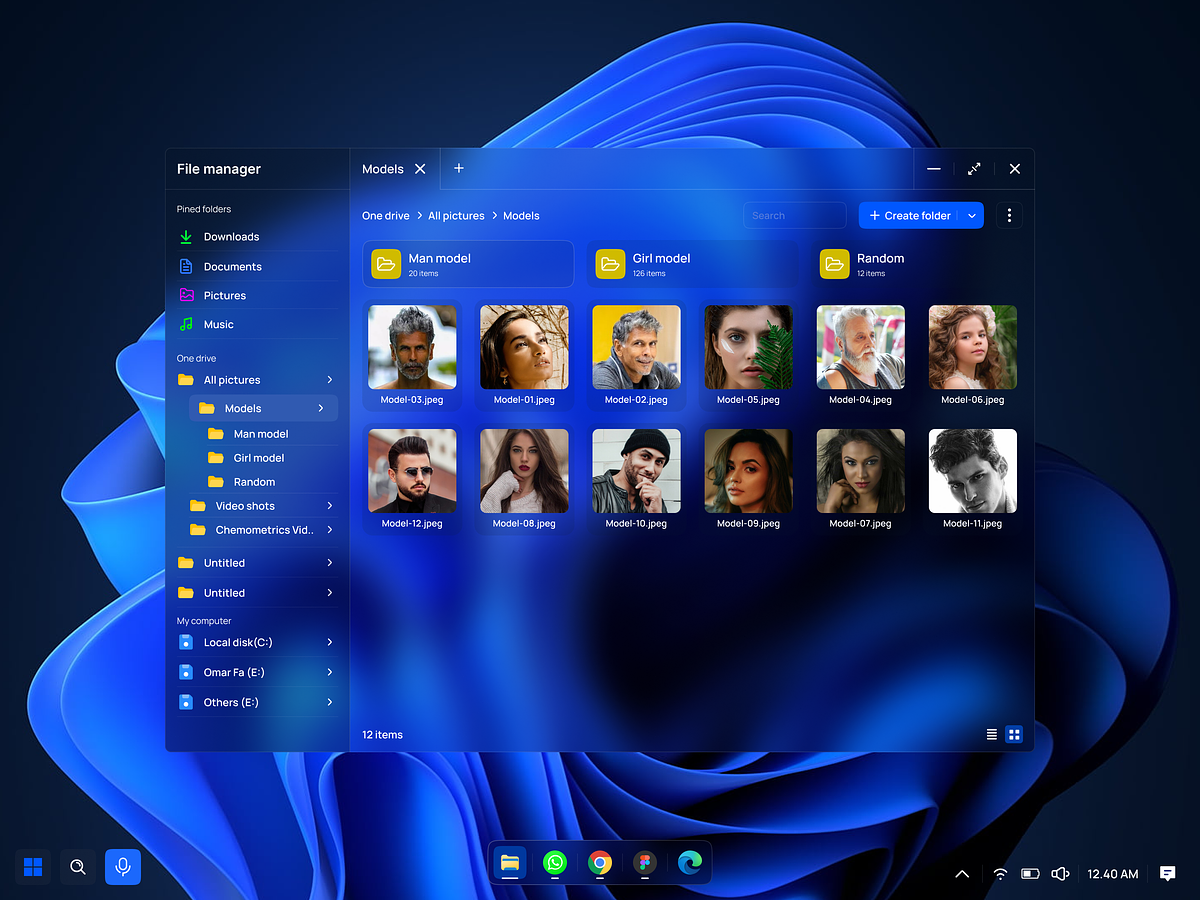 File manager
Models
Pinned folders
Downloads
Documents
Pictures
Music
One drive
All pictures
Models
Man model
Girl model
Random
Video shots
Chemometrics Vid..
Untitled
Untitled
My computer
Local disk(C:)
Omar Fa (E:)
Others (E:)
One drive All pictures Models
Search
Create folder
Man model
20 items
Girl model
126 items
Random
12 items
Model-03.jpeg
Model-01.jpeg
Model-02.jpeg
Model-05.jpeg
Model-04.jpeg
Model-06.jpeg
Model-12.jpeg
Model-08.jpeg
Model-10.jpeg
Model-09.jpeg
Model-07.jpeg
Model-11.jpeg
12 items
12.40 AM